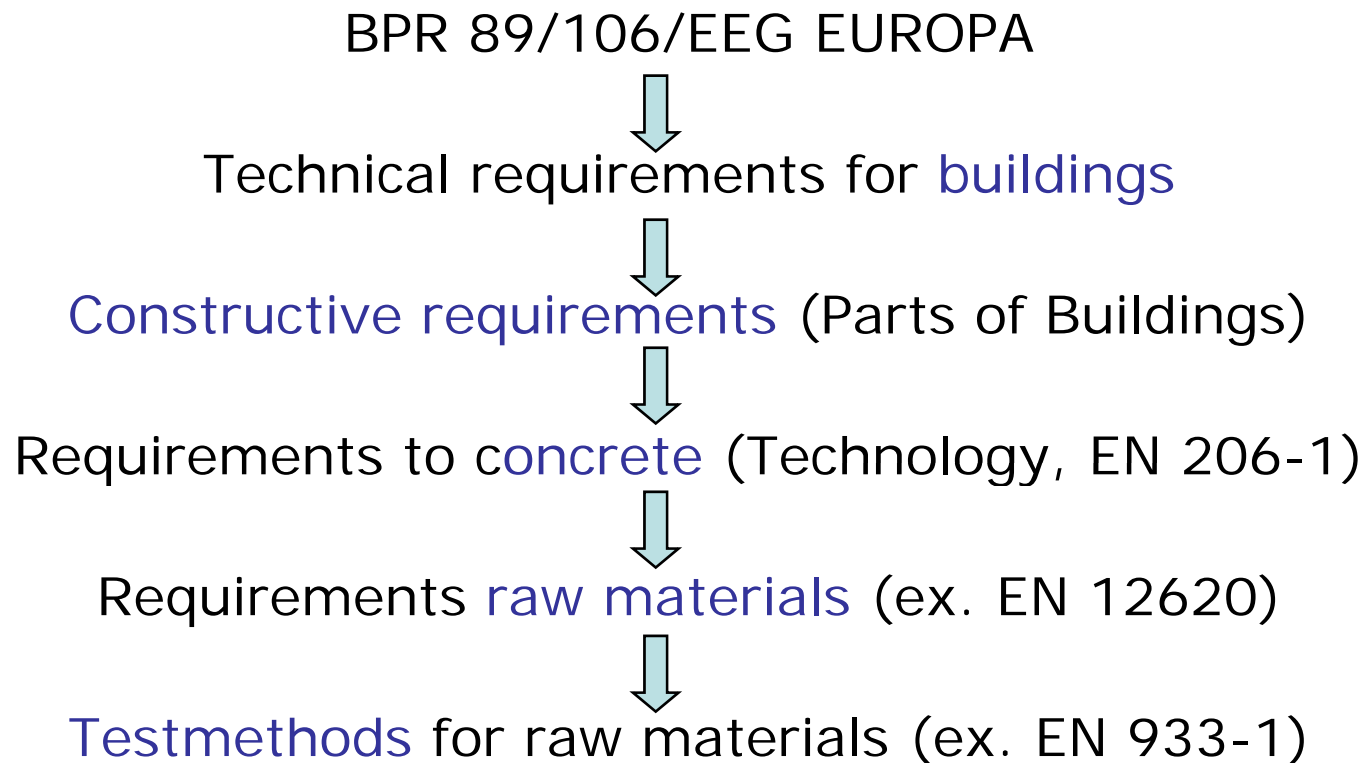 BPR 89/106/EEG EUROPA
Technical requirements for buildings
Constructive requirements (Parts of Buildings)
Requirements to concrete (Technology, EN 206-1)
Requirements raw materials (ex. EN 12620)
Testmethods for raw materials (ex. EN 933-1)